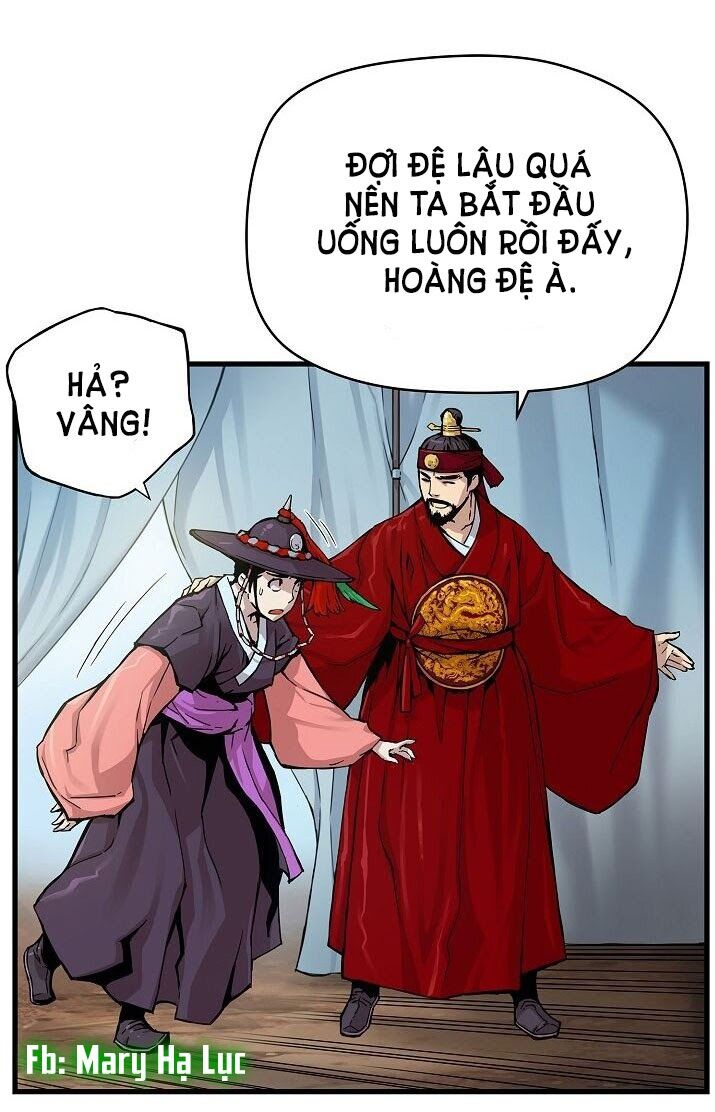 ĐỢI ĐỆ LÂU QUÁ
NÊN TA BẮT ĐẦU
UỐNG LUÔN RỒI ĐẤY,
HOÀNG ĐỆ À.
HẢ?
VÂNG!
Fb: Mary Hạ Lục